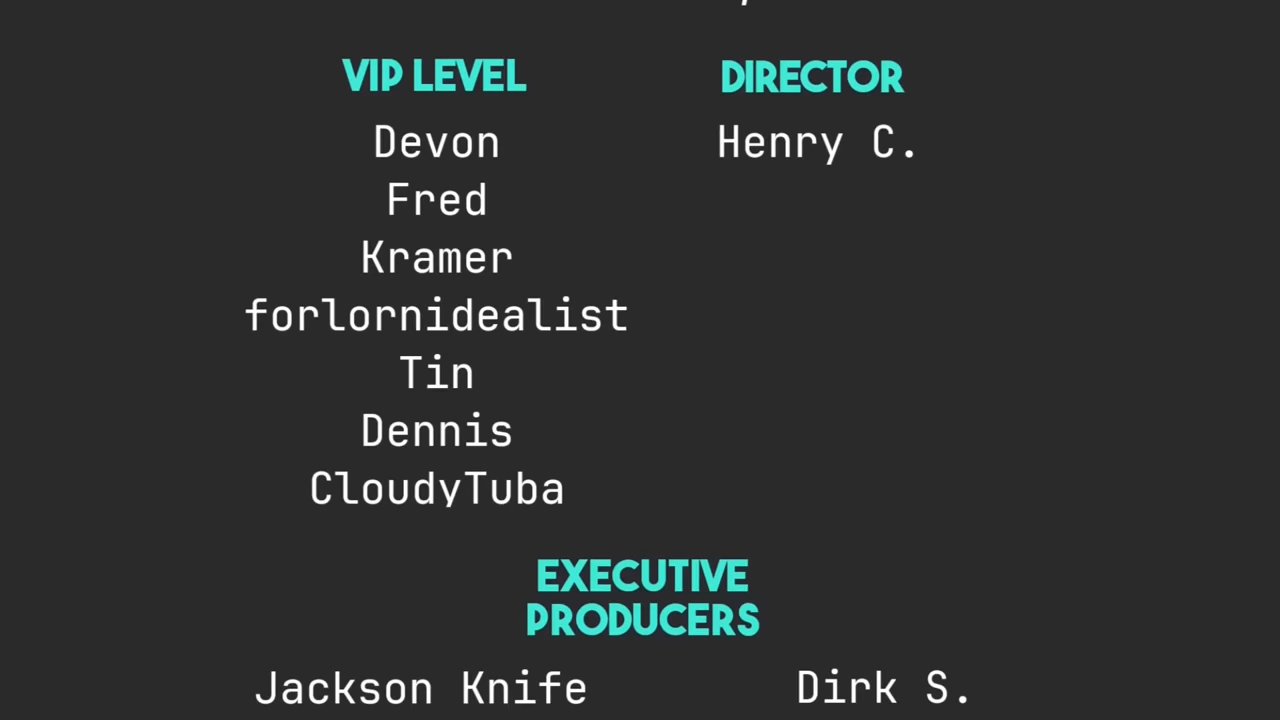 VIP LEVEL
Devon
Fred
Kramer
forlornidealist
Tin
Dennis
CloudyTuba
DIRECTOR
Henry C.
EXECUTIVE
PRODUCERS
Jackson Knife
Dirk S.